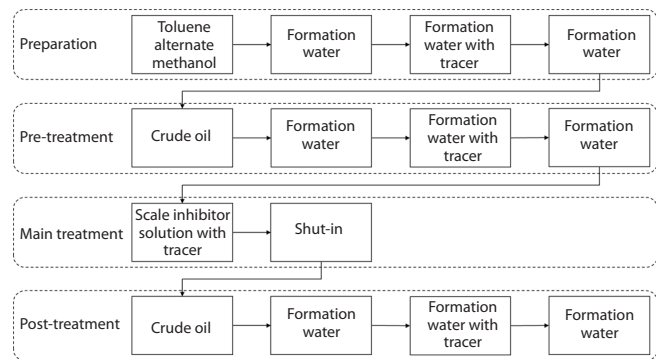 Preparation
Toluene
alternate
methanol
Formation
water
Formation
water with
tracer
Formation
water
Pre-treatment
Crude oil
Formation
water
Formation
water with
tracer
Formation
water
Main treatment
Scale inhibitor
solution with
tracer
Shut-in
Post-treatment
Crude oil
Formation
water
Formation
water with
tracer
Formation
water